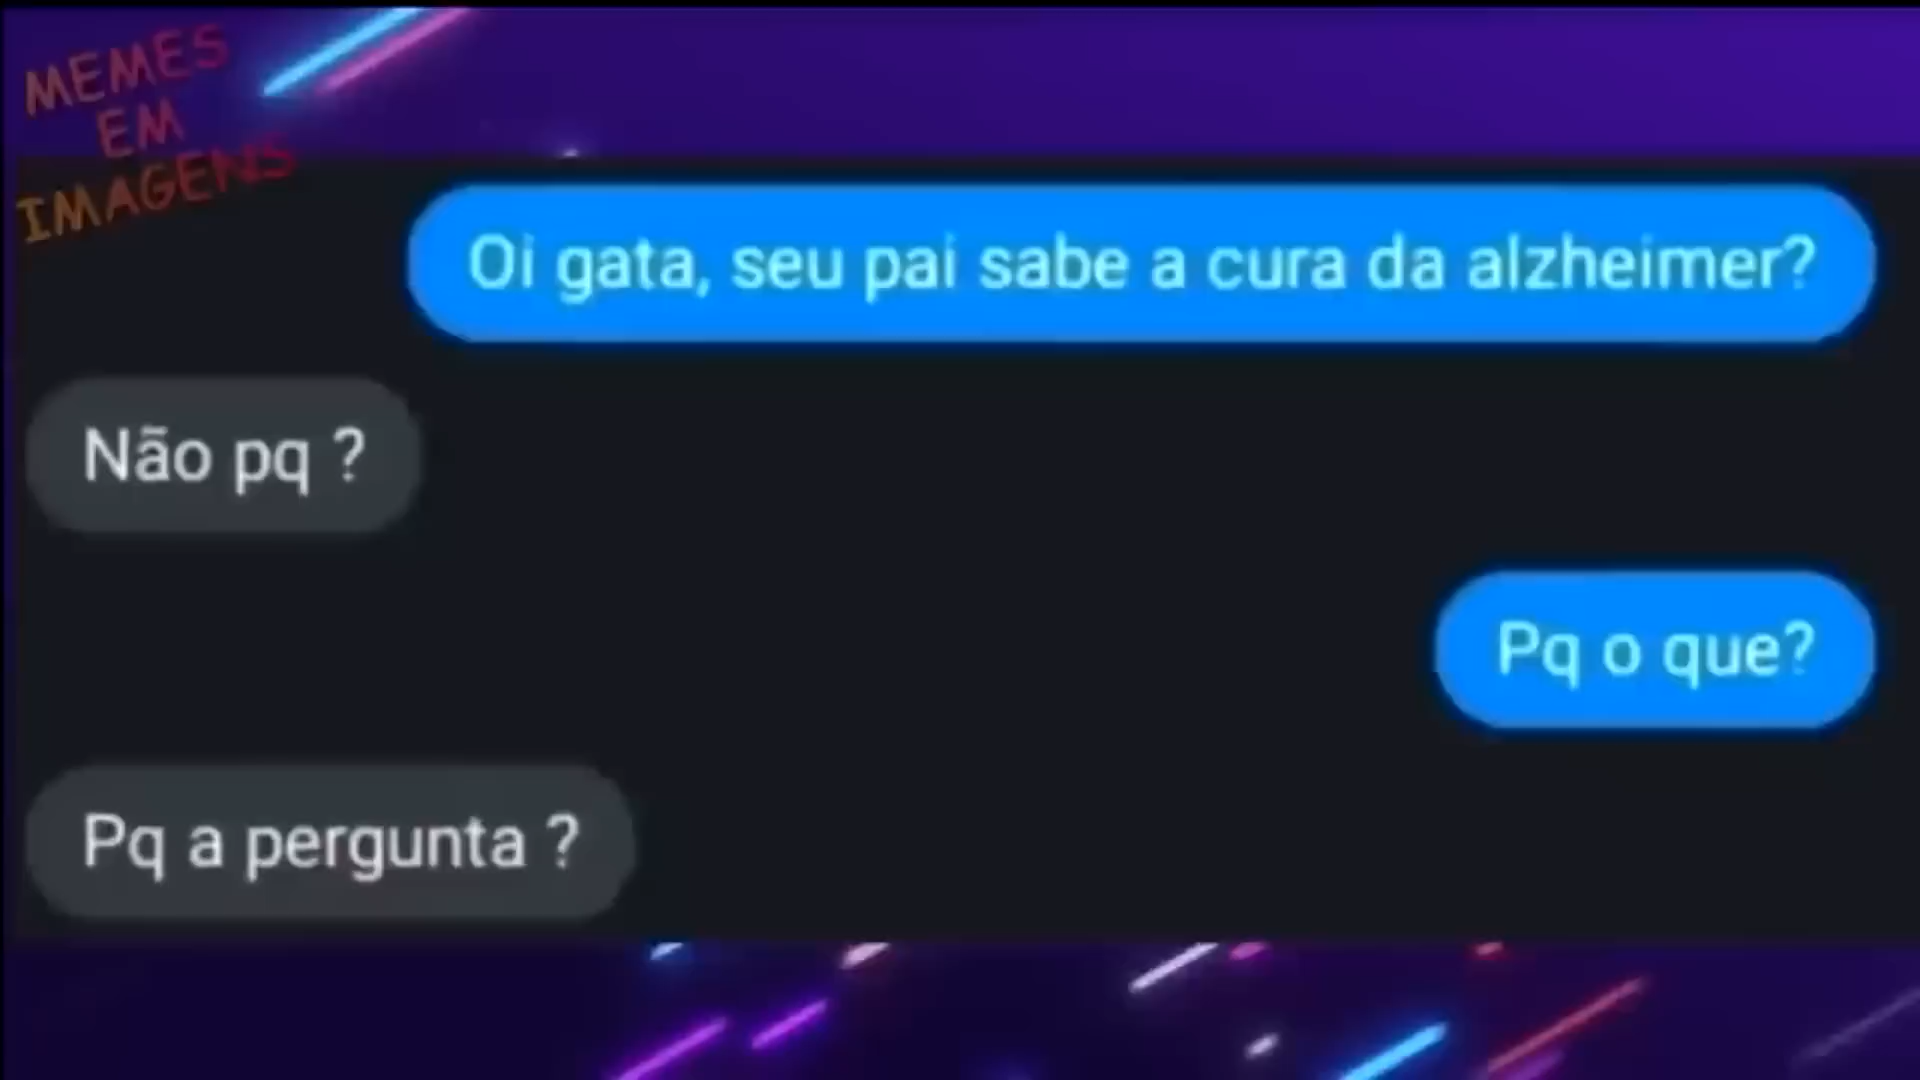 MEMES
EM
IMAGENS
Oi gata, seu pai sabe a cura da alzheimer?
Não pq ?
Pq o que?
Pq a pergunta ?